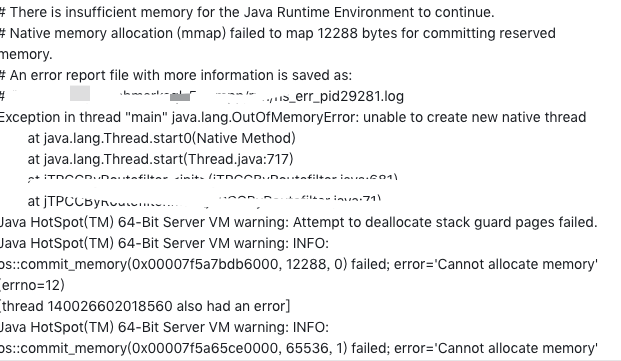 # There is insufficient memory for the Java Runtime Environment to continue.
# Native memory allocation (mmap) failed to map 12288 bytes for committing reserved
memory.
# An error report file with more information is saved as:
# hs_err_pid29281.log
Exception in thread "main" java.lang.OutOfMemoryError: unable to create new native thread
at java.lang.Thread.start0(Native Method)
at java.lang.Thread.start(Thread.java:717)
at jTPCCByRoutefilter.<init>(jTPCCByRoutefilter.java:681)
at jTPCCByRoutefilter.java:71)
Java HotSpot(TM) 64-Bit Server VM warning: Attempt to deallocate stack guard pages failed.
Java HotSpot(TM) 64-Bit Server VM warning: INFO:
os::commit_memory(0x00007f5a7bdb6000, 12288, 0) failed; error='Cannot allocate memory'
(errno=12)
[thread 140026602018560 also had an error]
Java HotSpot(TM) 64-Bit Server VM warning: INFO:
os::commit_memory(0x00007f5a65ce0000, 65536, 1) failed; error='Cannot allocate memory'